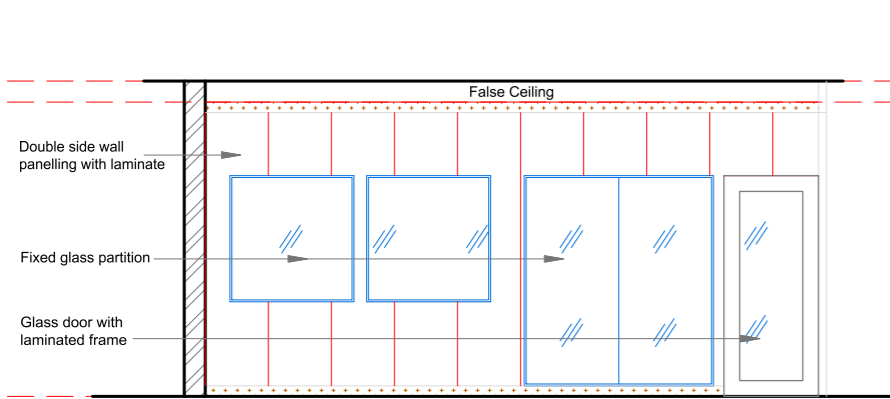 False Ceiling
Double side wall
panelling with laminate
Fixed glass partition
Glass door with
laminated frame